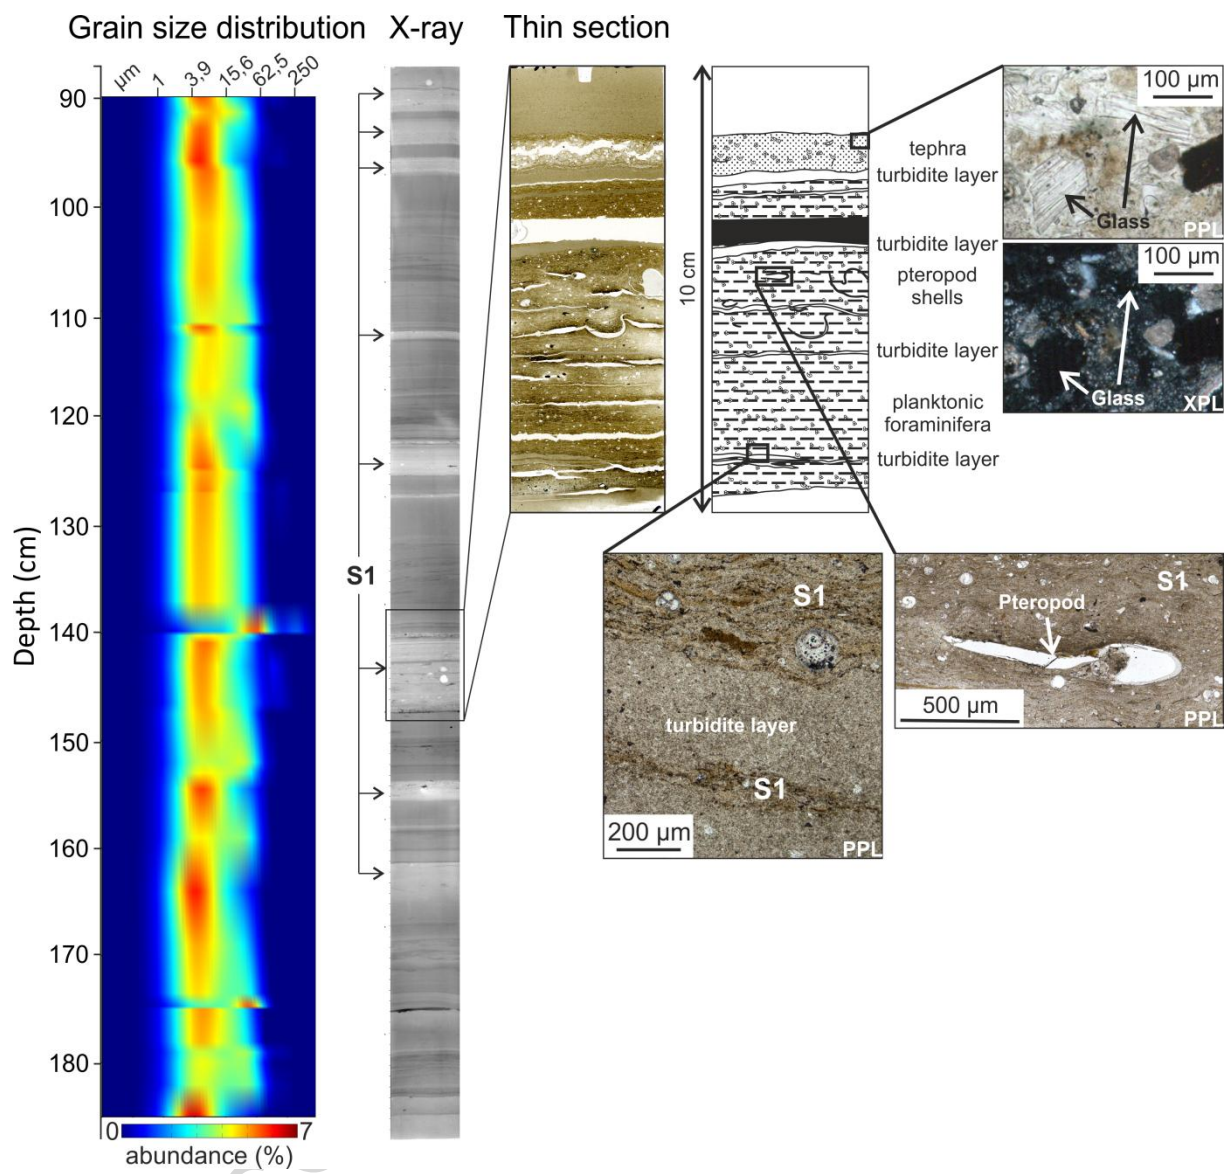 Grain size distribution
X-ray
Thin section
µm
1
3,9
15,6
62,5
250
90
100
110
120
130
140
150
160
170
180
Depth (cm)
0
7
abundance (%)
S1
10 cm
tephra
turbidite layer
turbidite layer
pteropod
shells
turbidite layer
planktonic
foraminifera
turbidite layer
100 µm
Glass
PPL
100 µm
Glass
XPL
S1
turbidite layer
S1
200 µm
PPL
S1
Pteropod
500 µm
PPL